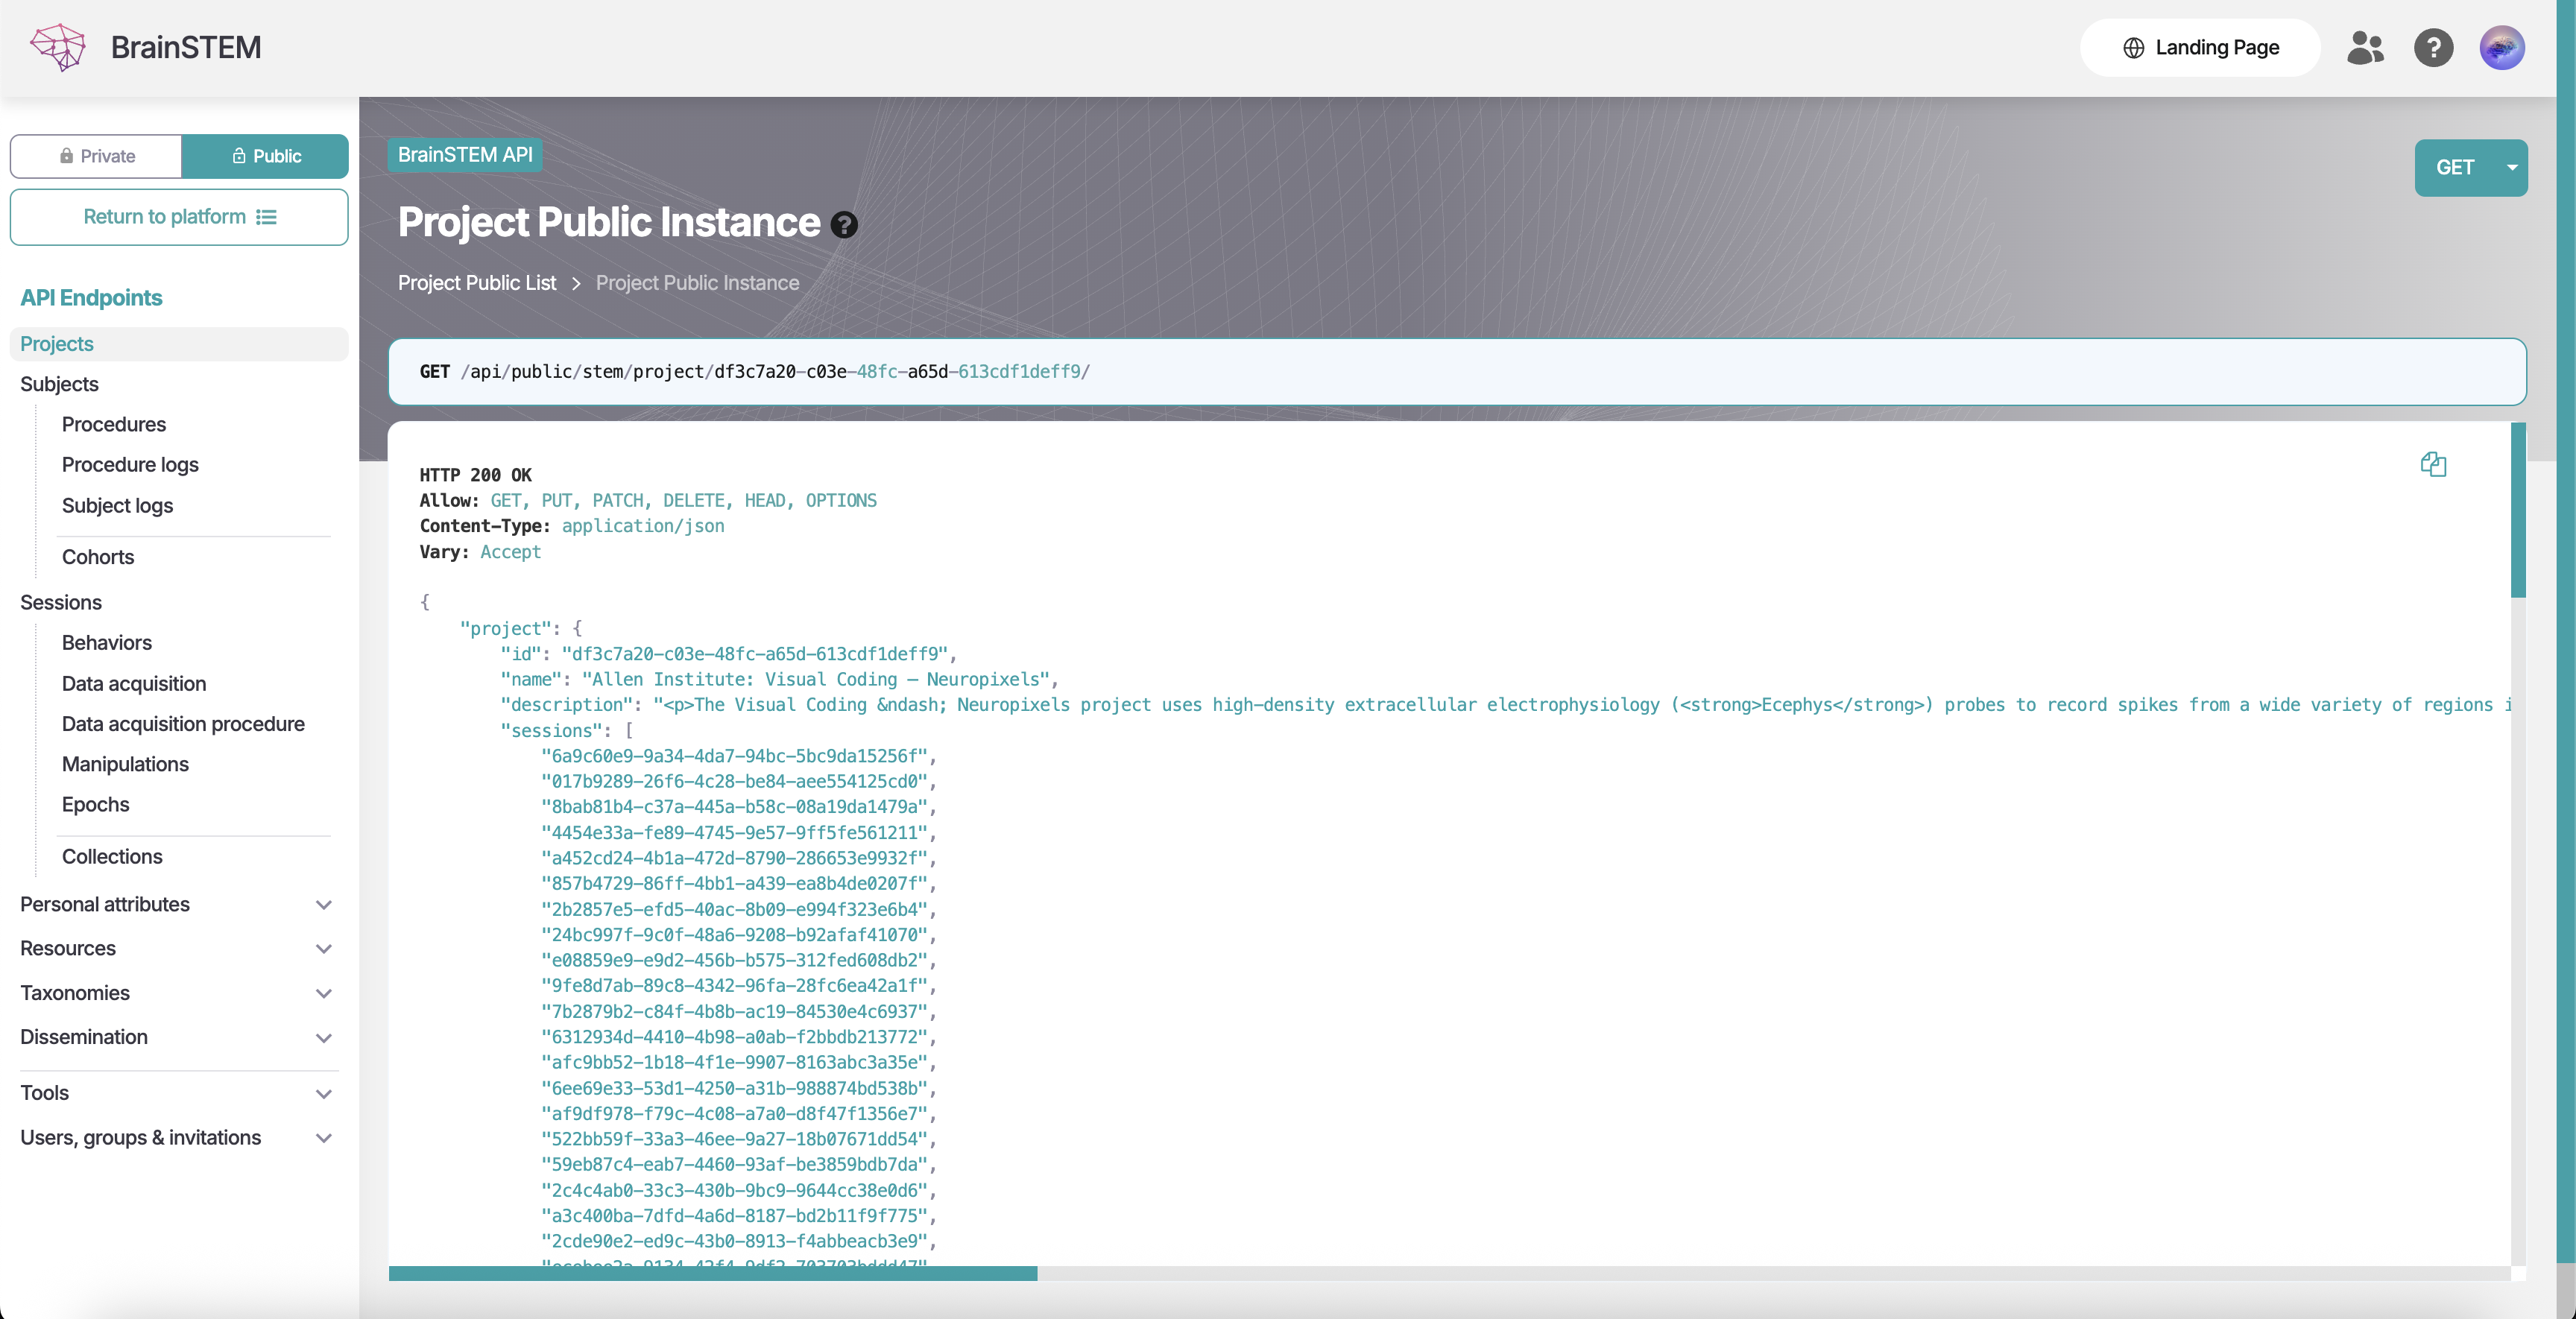 BrainSTEM
Landing Page
Private
Public
Return to platform
API Endpoints
Projects
Subjects
Procedures
Procedure logs
Subject logs
Cohorts
Sessions
Behaviors
Data acquisition
Data acquisition procedure
Manipulations
Epochs
Collections
Personal attributes
Resources
Taxonomies
Dissemination
Tools
Users, groups & invitations
BrainSTEM API
GET
Project Public Instance
Project Public List > Project Public Instance
GET /api/public/stem/project/df3c7a20-c03e-48fc-a65d-613cdf1deff9/
HTTP 200 OK
Allow: GET, PUT, PATCH, DELETE, HEAD, OPTIONS
Content-Type: application/json
Vary: Accept
{
"project": {
"id": "df3c7a20-c03e-48fc-a65d-613cdf1deff9",
"name": "Allen Institute: Visual Coding – Neuropixels",
"description": "<p>The Visual Coding &ndash; Neuropixels project uses high-density extracellular electrophysiology (<strong>Ecephys</strong>) probes to record spikes from a wide variety of regions i
"sessions": [
"6a9c60e9-9a34-4da7-94bc-5bc9da15256f",
"017b9289-26f6-4c28-be84-aee554125cd0",
"8bab81b4-c37a-445a-b58c-08a19da1479a",
"4454e33a-fe89-4745-9e57-9ff5fe561211",
"a452cd24-4b1a-472d-8790-286653e9932f",
"857b4729-86ff-4bb1-a439-ea8b4de0207f",
"2b2857e5-efd5-40ac-8b09-e994f323e6b4",
"24bc997f-9c0f-48a6-9208-b92afaf41070",
"e08859e9-e9d2-456b-b575-312fed608db2",
"9fe8d7ab-89c8-4342-96fa-28fc6ea42a1f",
"7b2879b2-c84f-4b8b-ac19-84530e4c6937",
"6312934d-4410-4b98-a0ab-f2bbdb213772",
"afc9bb52-1b18-4f1e-9907-8163abc3a35e",
"6ee69e33-53d1-4250-a31b-988874bd538b",
"af9df978-f79c-4c08-a7a0-d8f47f1356e7",
"522bb59f-33a3-46ee-9a27-18b07671dd54",
"59eb87c4-eab7-4460-93af-be3859bdb7da",
"2c4c4ab0-33c3-430b-9bc9-9644cc38e0d6",
"a3c400ba-7dfd-4a6d-8187-bd2b11f9f775",
"2cde90e2-ed9c-43b0-8913-f4abbeacb3e9",